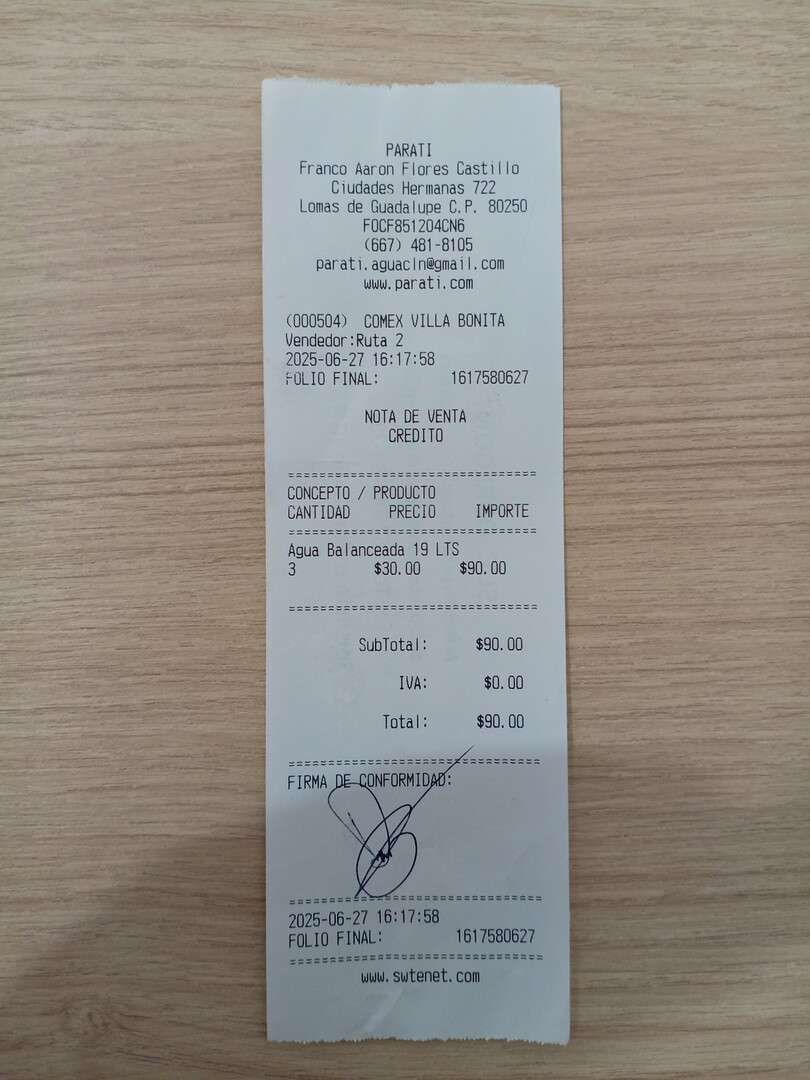 PARATI
Franco Aaron Flores Castillo
Ciudades Hermanas 722
Lomas de Guadalupe C.P. 80250
FOCF851204CN6
(667) 481-8105
parati.aguacln@gmail.com
www.parati.com
(000504) COMEX VILLA BONITA
Vendedor:Ruta 2
2025-06-27 16:17:58
FOLIO FINAL: 1617580627
NOTA DE VENTA
CREDITO
CONCEPTO / PRODUCTO
CANTIDAD PRECIO IMPORTE
Agua Balanceada 19 LTS
3 $30.00 $90.00
SubTotal: $90.00
IVA: $0.00
Total: $90.00
FIRMA DE CONFORMIDAD:
2025-06-27 16:17:58
FOLIO FINAL: 1617580627
www.swtenet.com